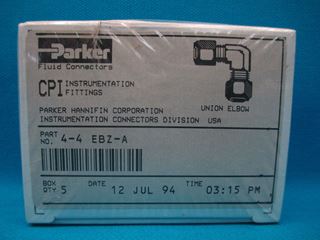 Parker
Fluid Connectors
CPI INSTRUMENTATION FITTINGS
UNION ELBOW
PARKER HANNIFIN CORPORATION
INSTRUMENTATION CONNECTORS DIVISION USA
PART NO. 4-4 EBZ-A
BOX QTY 5 DATE 12 JUL 94 TIME 03:15 PM